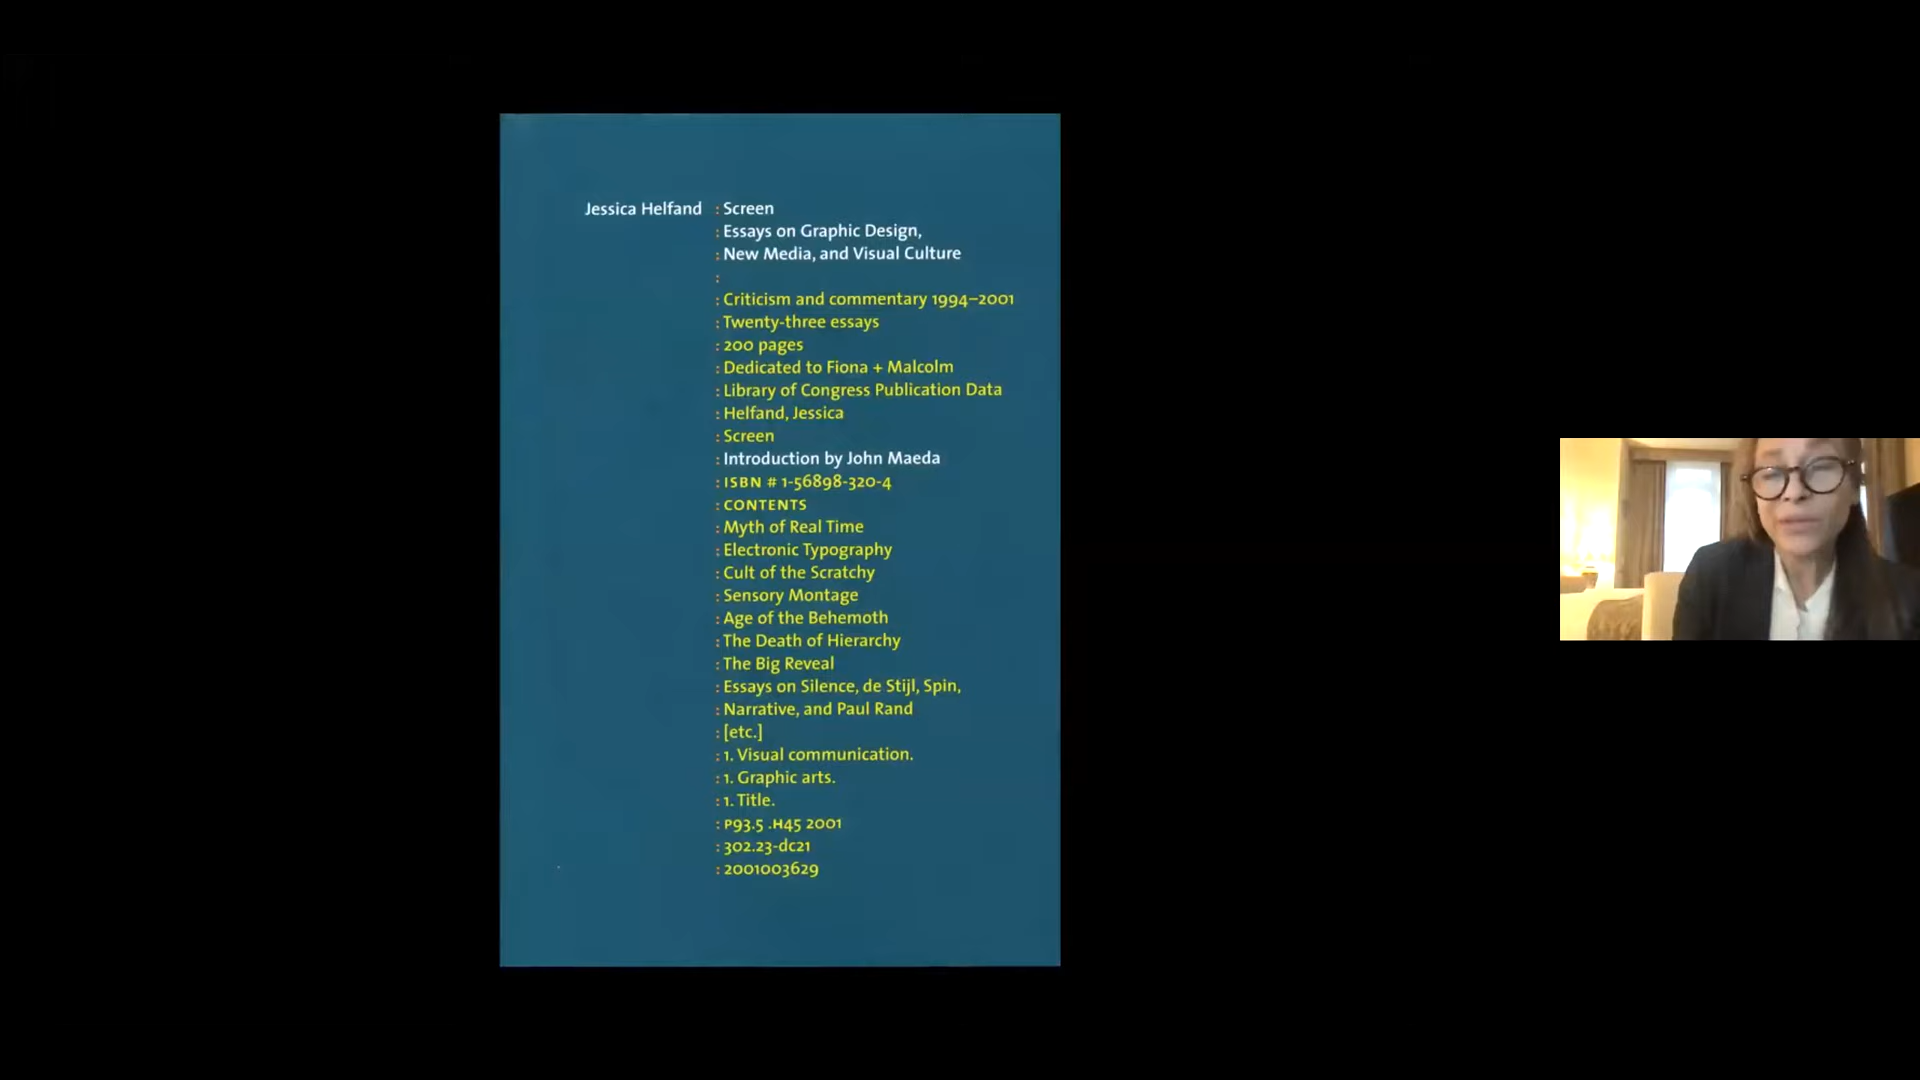 Jessica Helfand : Screen
: Essays on Graphic Design,
: New Media, and Visual Culture
:
: Criticism and commentary 1994–2001
: Twenty-three essays
: 200 pages
: Dedicated to Fiona + Malcolm
: Library of Congress Publication Data
: Helfand, Jessica
: Screen
: Introduction by John Maeda
: ISBN # 1-56898-320-4
: CONTENTS
: Myth of Real Time
: Electronic Typography
: Cult of the Scratchy
: Sensory Montage
: Age of the Behemoth
: The Death of Hierarchy
: The Big Reveal
: Essays on Silence, de Stijl, Spin,
: Narrative, and Paul Rand
: [etc.]
: 1. Visual communication.
: 1. Graphic arts.
: 1. Title.
: P93.5 .H45 2001
: 302.23-dc21
: 2001003629